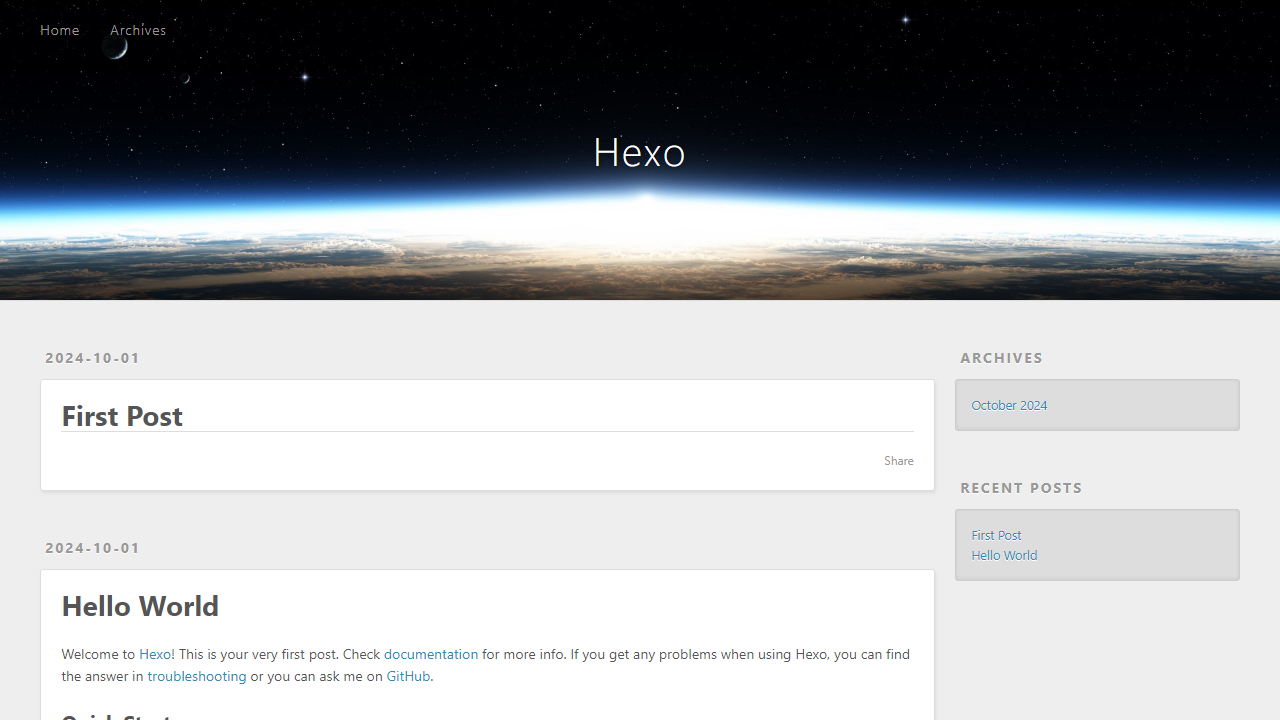 Home Archives
Hexo
2024-10-01
First Post
Share
2024-10-01
Hello World
Welcome to Hexo! This is your very first post. Check documentation for more info. If you get any problems when using Hexo, you can find
the answer in troubleshooting or you can ask me on GitHub.
Quick Start
ARCHIVES
October 2024
RECENT POSTS
First Post
Hello World